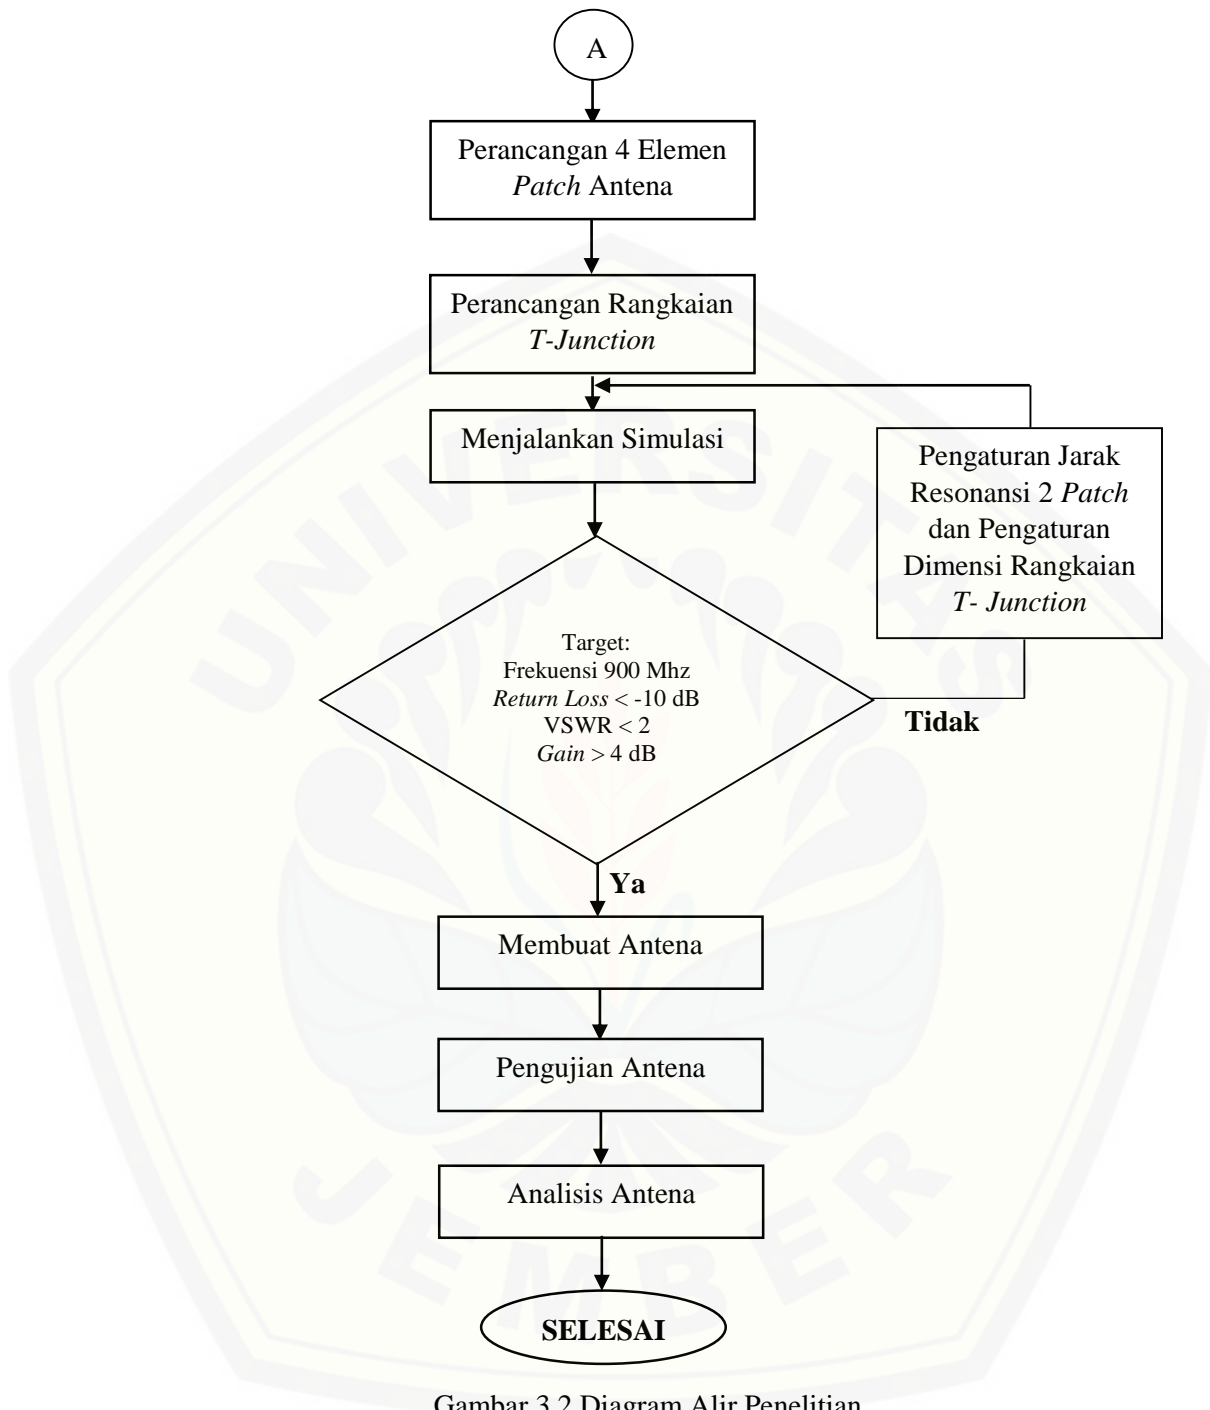 A
Perancangan 4 Elemen
Patch Antena
Perancangan Rangkaian
T-Junction
Menjalankan Simulasi
Pengaturan Jarak
Resonansi 2 Patch
dan Pengaturan
Dimensi Rangkaian
T- Junction
Target:
Frekuensi 900 Mhz
Return Loss < -10 dB
VSWR < 2
Gain > 4 dB
Tidak
Ya
Membuat Antena
Pengujian Antena
Analisis Antena
SELESAI
Gambar 3.2 Diagram Alir Penelitian
UNIVERSITAS
JEMBER